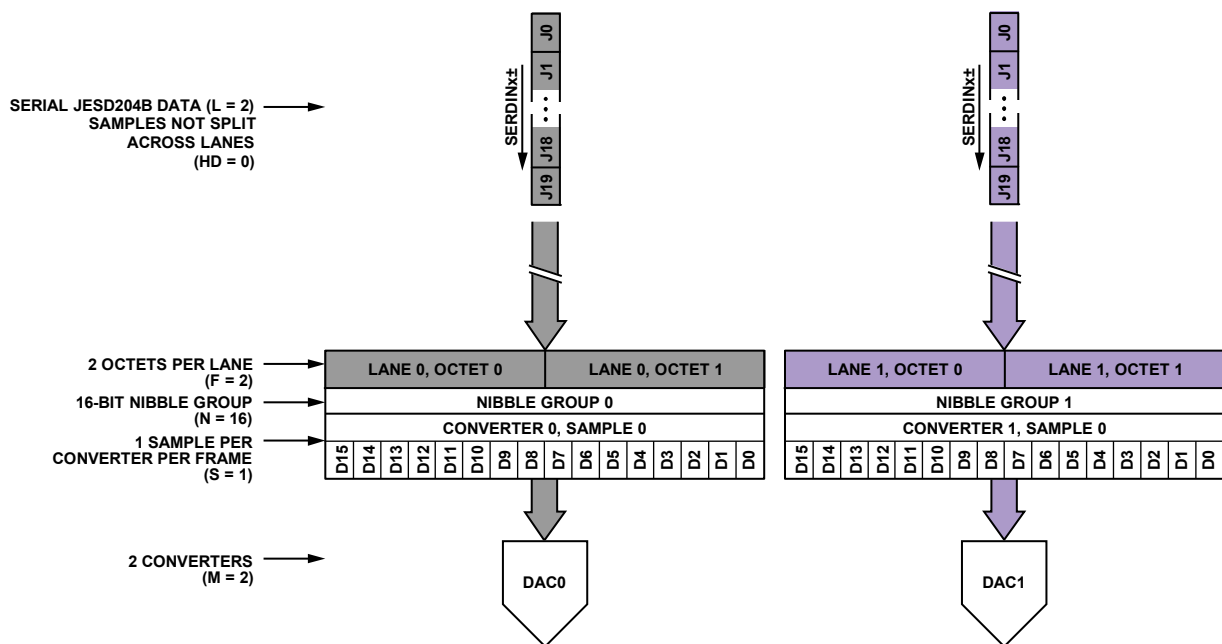 J0
J1
J18
J19
SERDINx±
J0
J1
J18
J19
SERDINx±
SERIAL JESD204B DATA (L = 2)
SAMPLES NOT SPLIT
ACROSS LANES
(HD = 0)
2 OCTETS PER LANE
(F = 2)
LANE 0, OCTET 0
LANE 0, OCTET 1
LANE 1, OCTET 0
LANE 1, OCTET 1
16-BIT NIBBLE GROUP
(N = 16)
NIBBLE GROUP 0
NIBBLE GROUP 1
1 SAMPLE PER
CONVERTER PER FRAME
(S = 1)
CONVERTER 0, SAMPLE 0
CONVERTER 1, SAMPLE 0
D15 D14 D13 D12 D11 D10 D9 D8 D7 D6 D5 D4 D3 D2 D1 D0
D15 D14 D13 D12 D11 D10 D9 D8 D7 D6 D5 D4 D3 D2 D1 D0
2 CONVERTERS
(M = 2)
DAC0
DAC1